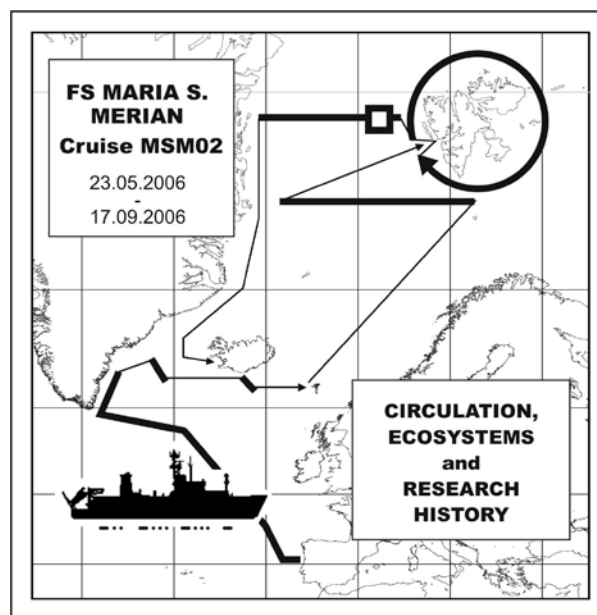 FS MARIA S.
MERIAN
Cruise MSM02
23.05.2006
-
17.09.2006
CIRCULATION,
ECOSYSTEMS
and
RESEARCH
HISTORY